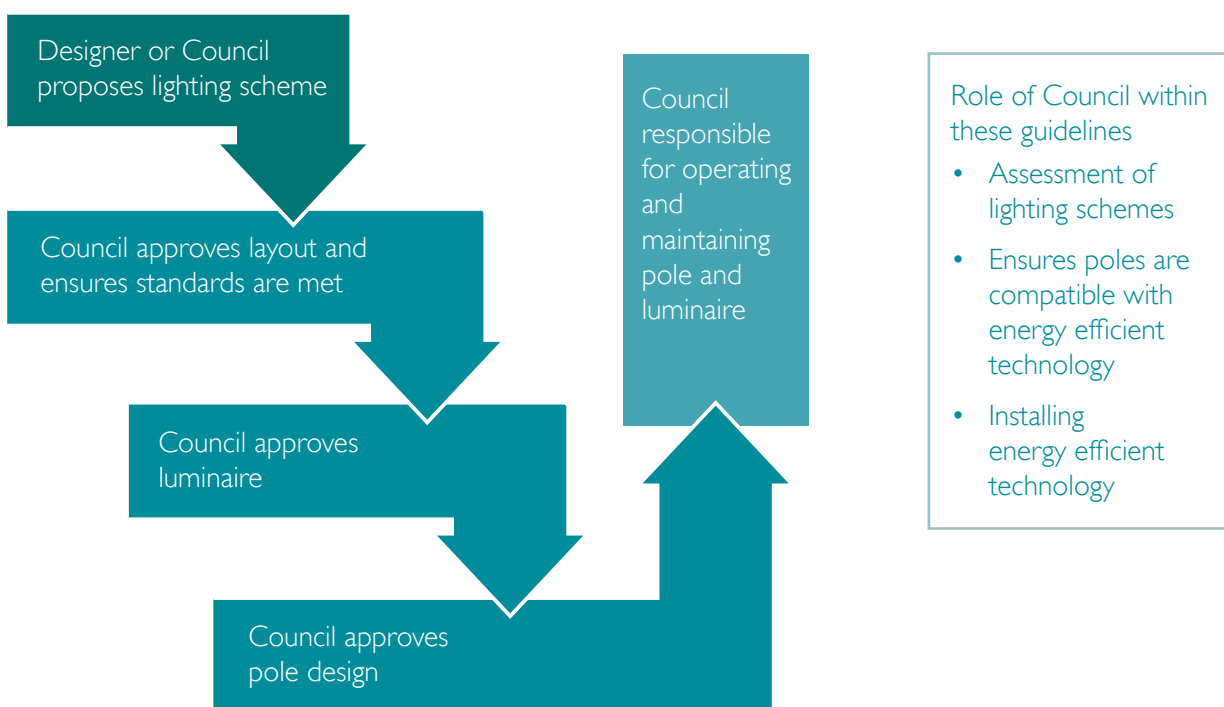 Designer or Council
proposes lighting scheme
Council approves layout and
ensures standards are met
Council approves
luminaire
Council approves
pole design
Council
responsible
for operating
and
maintaining
pole and
luminaire
Role of Council within
these guidelines
• Assessment of
lighting schemes
• Ensures poles are
compatible with
energy efficient
technology
• Installing
energy efficient
technology